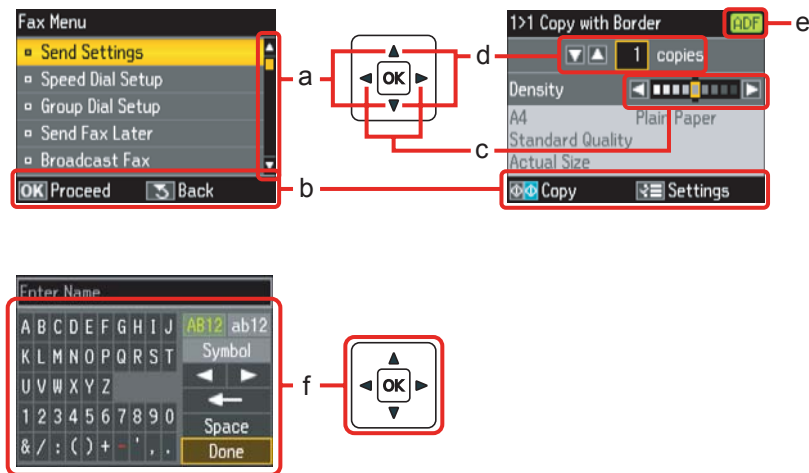 Fax Menu
Send Settings
Speed Dial Setup
Group Dial Setup
Send Fax Later
Broadcast Fax
OK Proceed Back
a
b
OK
c
d
1>1 Copy with Border ADF
1 copies
Density
A4 Plain Paper
Standard Quality
Actual Size
Copy Settings
e
Enter Name
A B C D E F G H I J AB12 ab12
K L M N O P Q R S T Symbol
U V W X Y Z
1 2 3 4 5 6 7 8 9 0 Space
& / : ( ) + - ' , . Done
f
OK